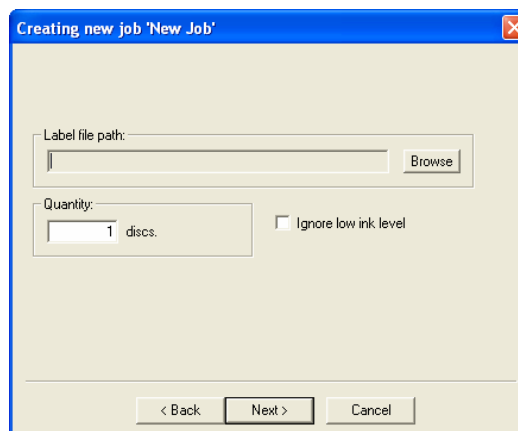 Creating new job 'New Job'
Label file path:
Browse
Quantity:
1 discs.
Ignore low ink level
< Back
Next >
Cancel